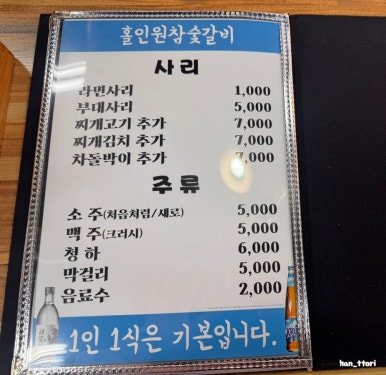 홀인원참숯갈비
사리
라면사리 1,000
부대사리 5,000
찌개고기 추가 7,000
찌개김치 추가 7,000
차돌박이 추가 7,000
주류
소 주(처음처럼/새로) 5,000
맥 주(크러시) 5,000
청 하 6,000
막걸리 5,000
음료수 2,000
1인 1식은 기본입니다.
han_ttori